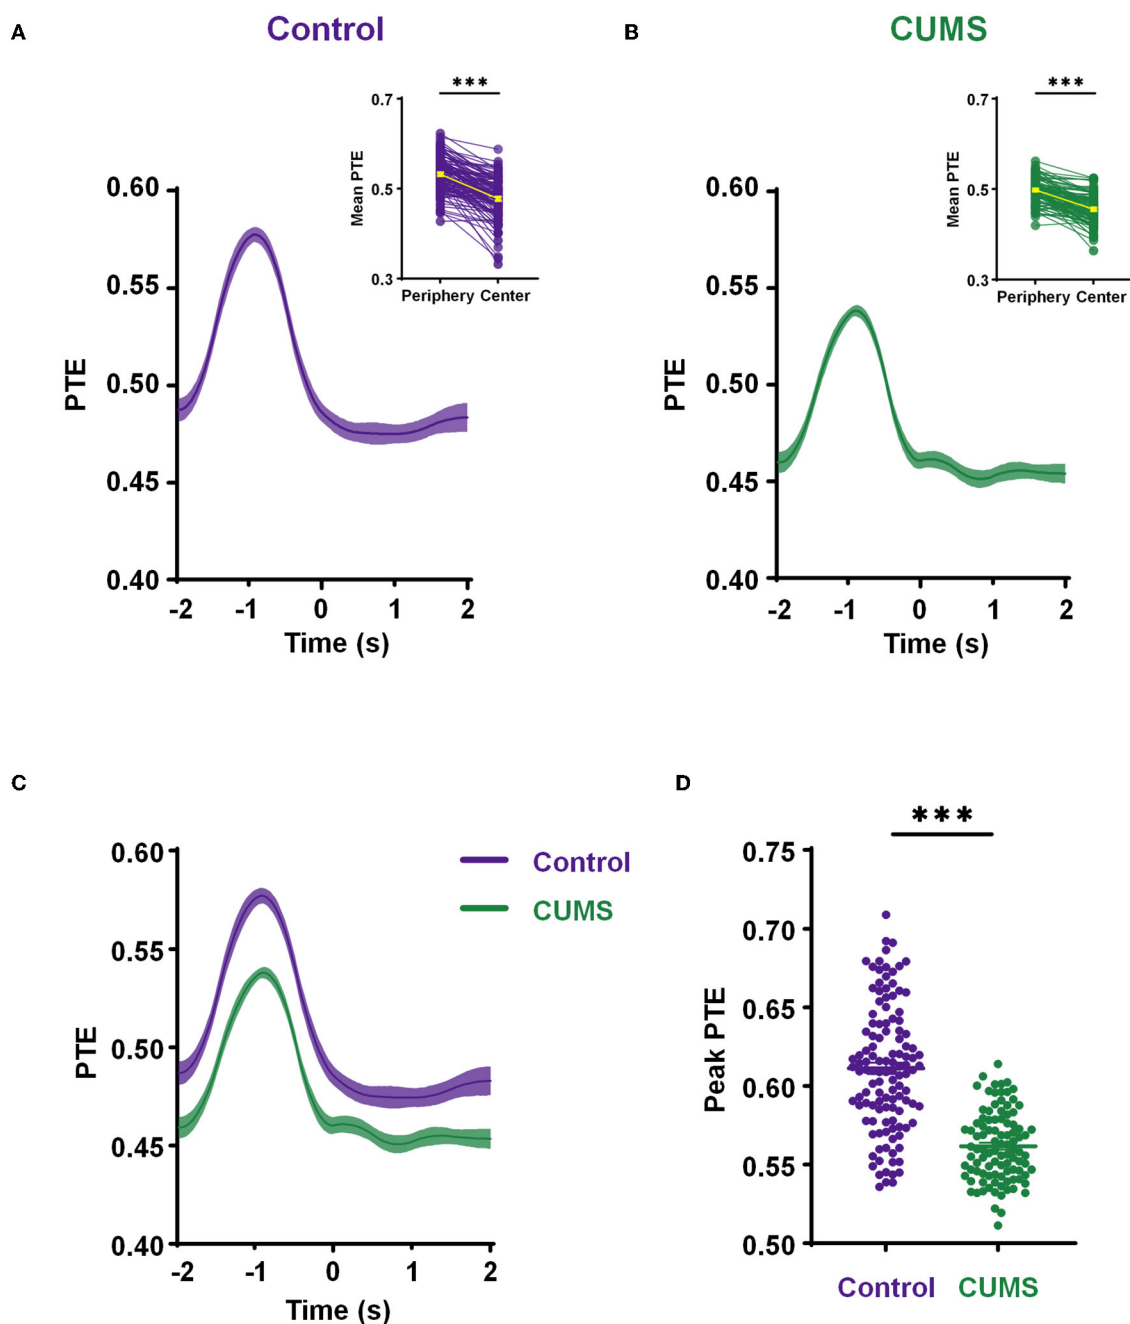 A
Control
0.60
0.55
0.50
0.45
0.40
PTE
-2 -1 0 1 2
Time (s)
***
0.7
0.5
0.3
Mean PTE
Periphery Center
B
CUMS
0.60
0.55
0.50
0.45
0.40
PTE
-2 -1 0 1 2
Time (s)
***
0.7
0.5
0.3
Mean PTE
Periphery Center
C
0.60
0.55
0.50
0.45
0.40
PTE
-2 -1 0 1 2
Time (s)
Control
CUMS
D
***
0.75
0.70
0.65
0.60
0.55
0.50
Peak PTE
Control CUMS